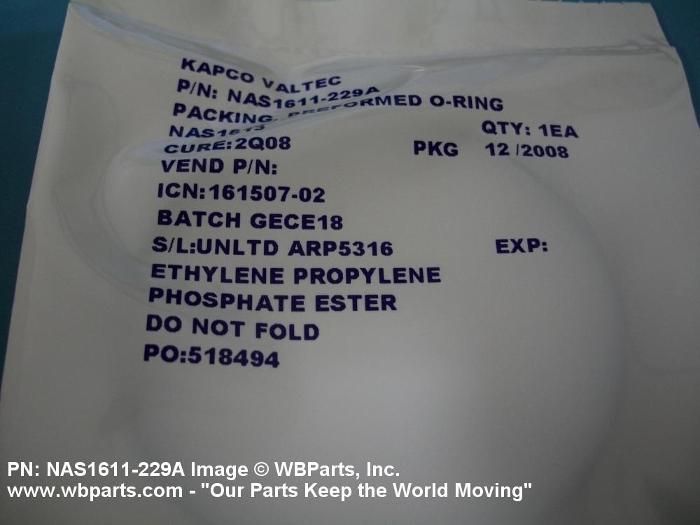 KAPCO VALTEC
P/N: NAS1611-229A
PACKING, PREFORMED O-RING
NAS1613 QTY: 1EA
CURE:2Q08 PKG 12 /2008
VEND P/N:
ICN:161507-02
BATCH GECE18
S/L:UNLTD ARP5316 EXP:
ETHYLENE PROPYLENE
PHOSPHATE ESTER
DO NOT FOLD
PO:518494
PN: NAS1611-229A Image © WBParts, Inc.
www.wbparts.com - "Our Parts Keep the World Moving"